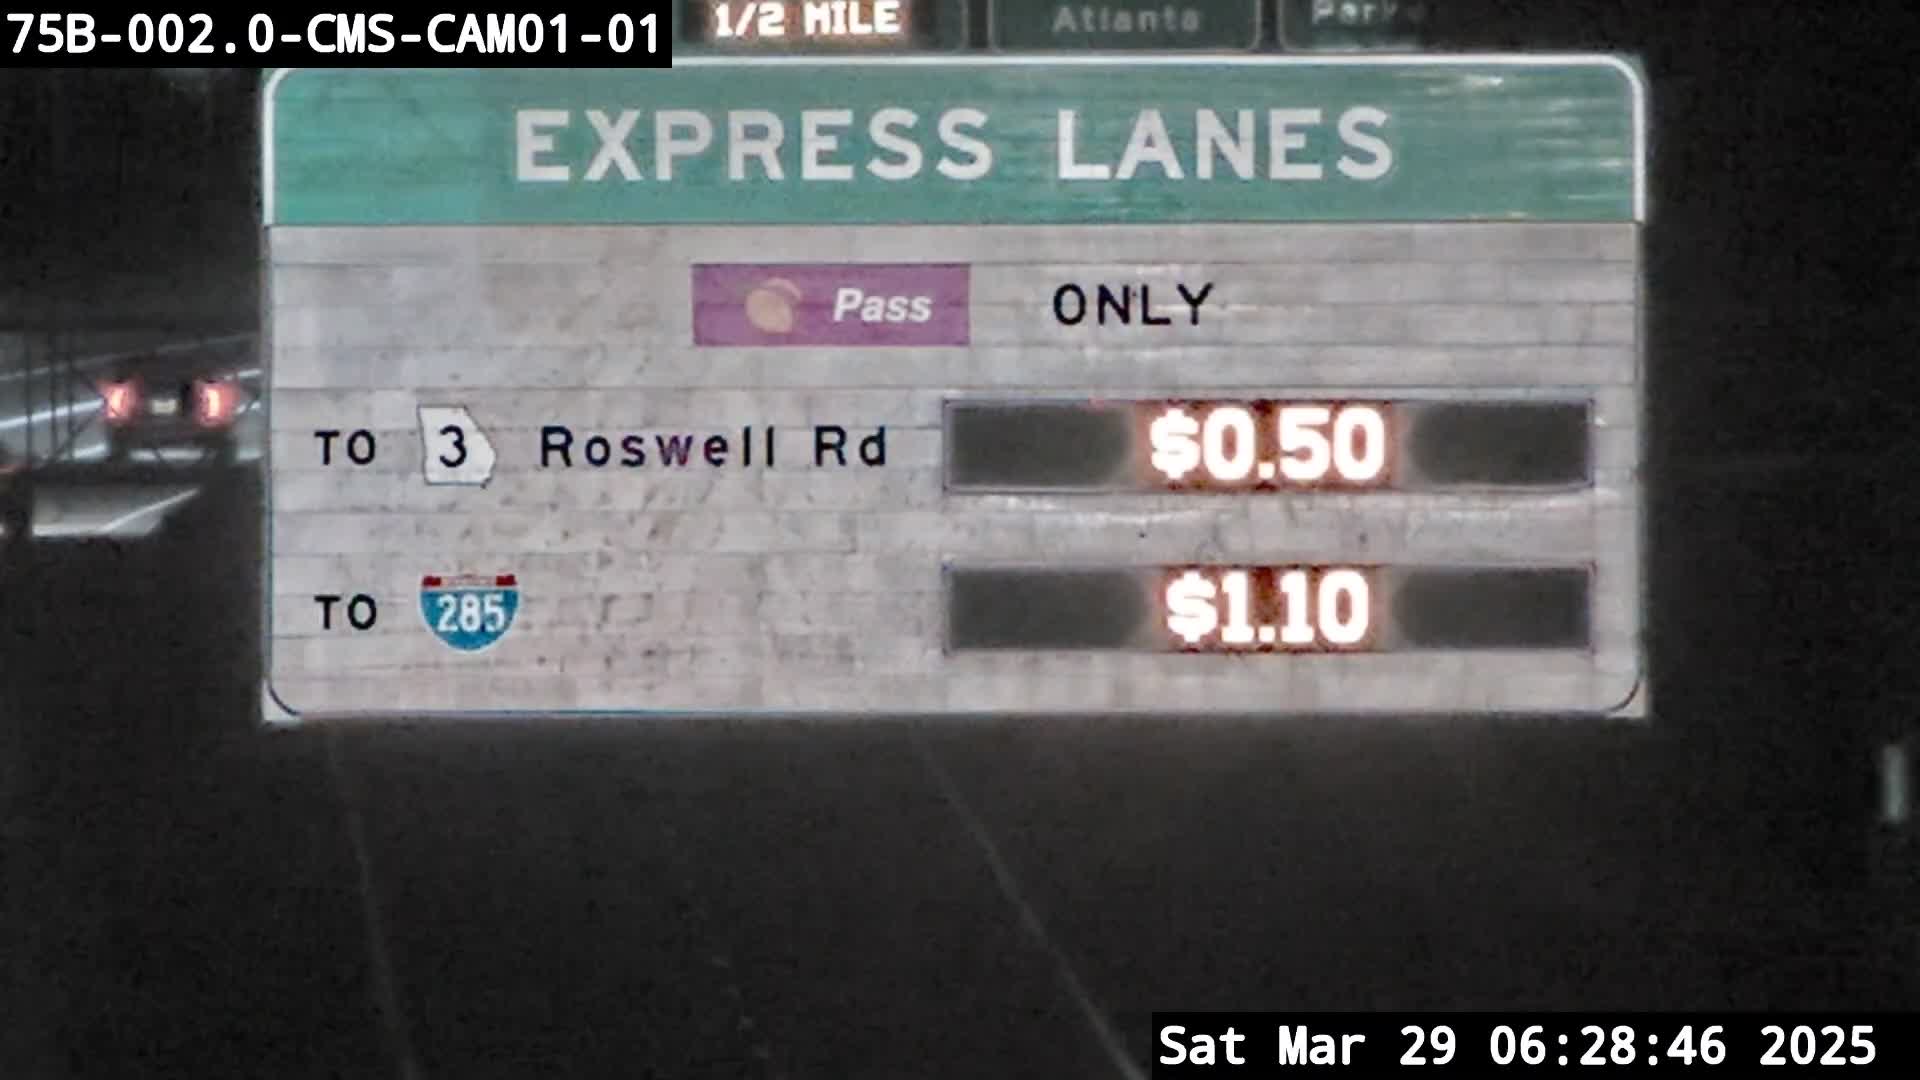 75B-002.0-CMS-CAM01-01
1/2 MILE
Atlanta
EXPRESS LANES
Pass ONLY
TO 3 Roswell Rd $0.50
TO 285 $1.10
Sat Mar 29 06:28:46 2025